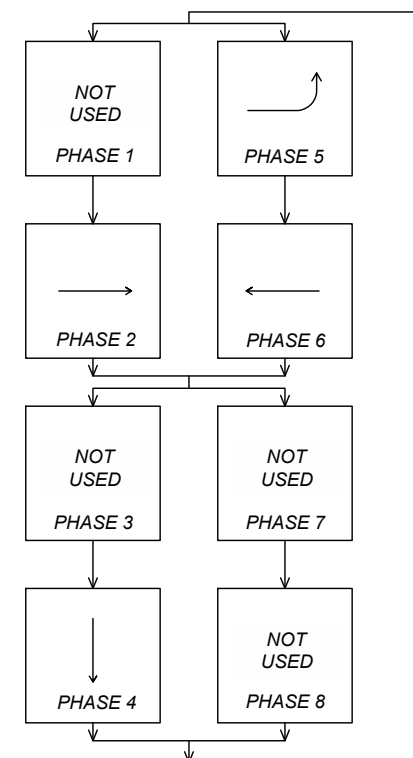 NOT
USED
PHASE 1
PHASE 5
PHASE 2
PHASE 6
NOT
USED
PHASE 3
NOT
USED
PHASE 7
PHASE 4
NOT
USED
PHASE 8